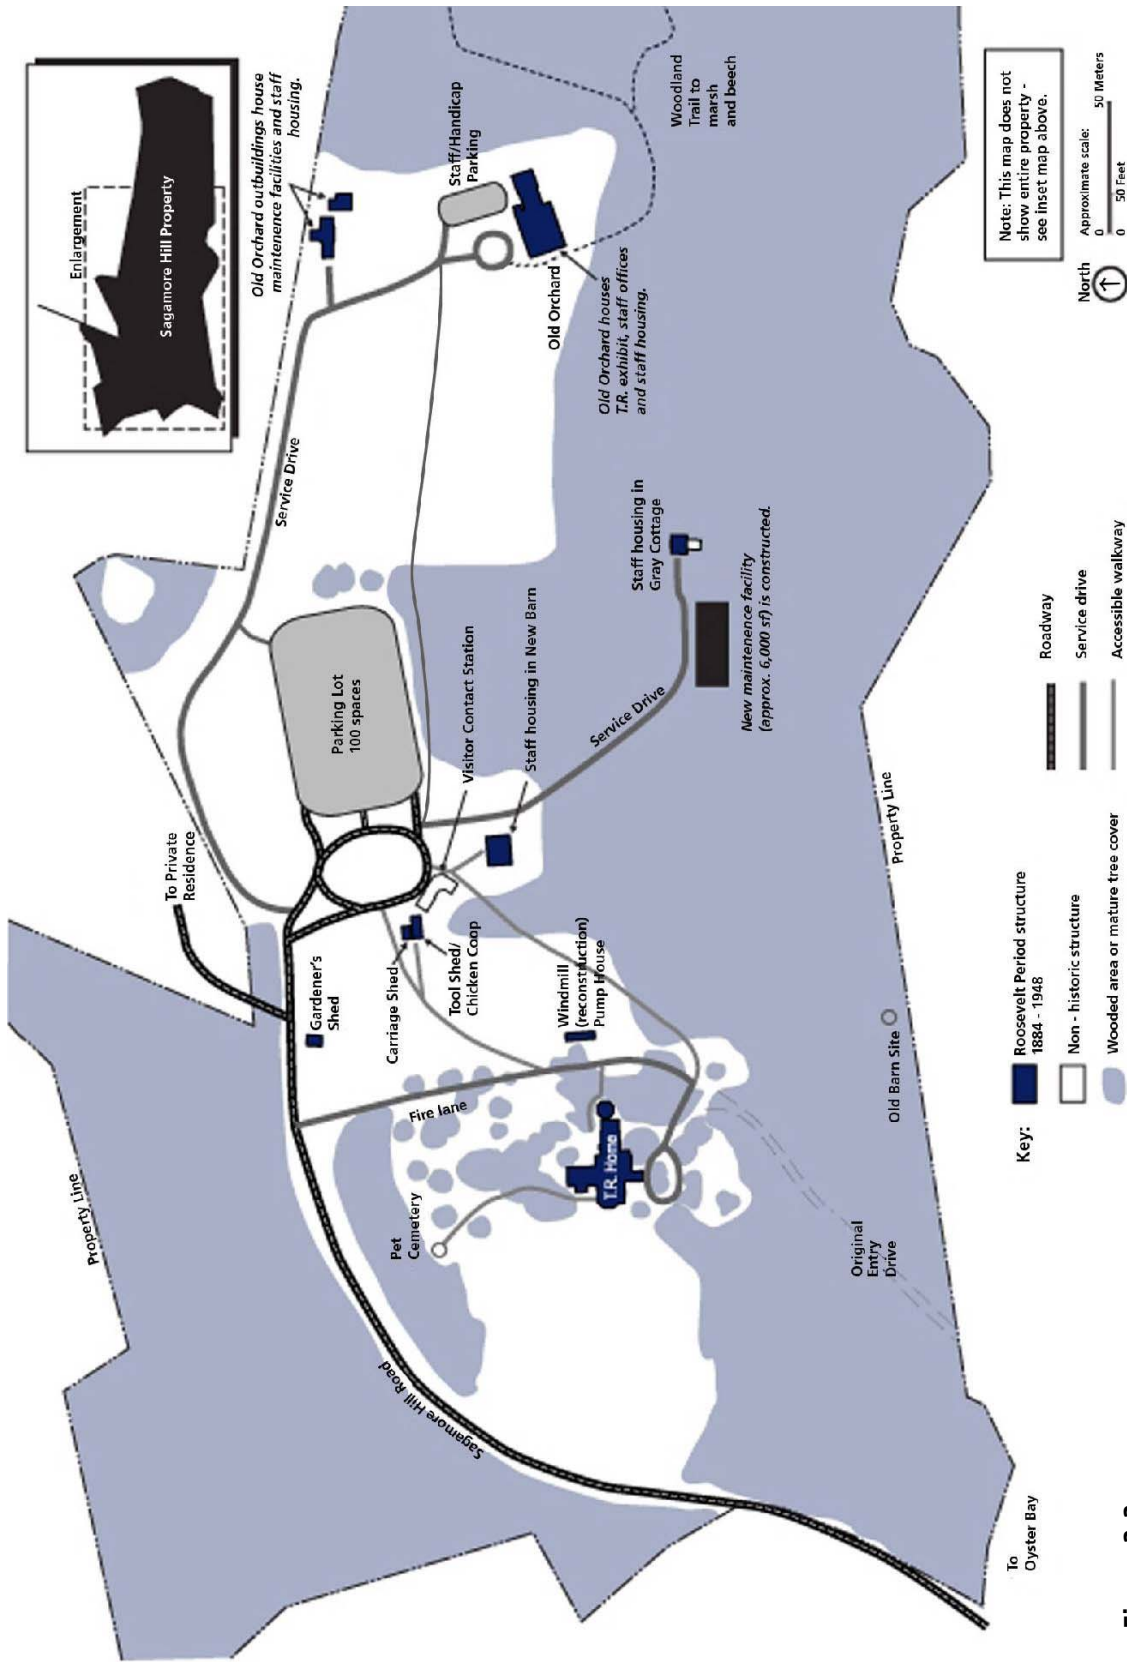 Enlargement
Sagamore Hill Property
Old Orchard outbuildings house
maintenence facilities and staff
housing.
Staff/Handicap
Parking
Woodland
Trail to
marsh
and beech
Service Drive
Old Orchard
Old Orchard houses
T.R. exhibit, staff offices
and staff housing.
Note: This map does not
show entire property -
see inset map above.
North
Approximate scale:
0 50 Meters
0 50 Feet
To Private
Residence
Parking Lot
100 spaces
Visitor Contact Station
Staff housing in New Barn
Staff housing in
Gray Cottage
Service Drive
New maintenence facility
(approx. 6,000 sf) is constructed.
Gardener's
Shed
Carriage Shed
Tool Shed/
Chicken Coop
Windmill
(reconstruction)
Pump House
Property Line
Fire lane
T.R. Home
Pet
Cemetery
Old Barn Site
Property Line
Sagamore Hill Road
Original
Entry
Drive
To
Oyster Bay
Key:
Roosevelt Period structure
1884 - 1948
Non - historic structure
Wooded area or mature tree cover
Roadway
Service drive
Accessible walkway